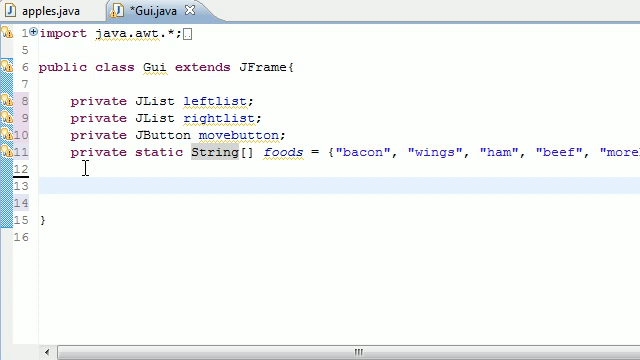 apples.java *Gui.java
1 import java.awt.*;
5
6 public class Gui extends JFrame{
7
8 private JList leftlist;
9 private JList rightlist;
10 private JButton movebutton;
11 private static String[] foods = {"bacon", "wings", "ham", "beef", "more
12
13
14
15 }
16